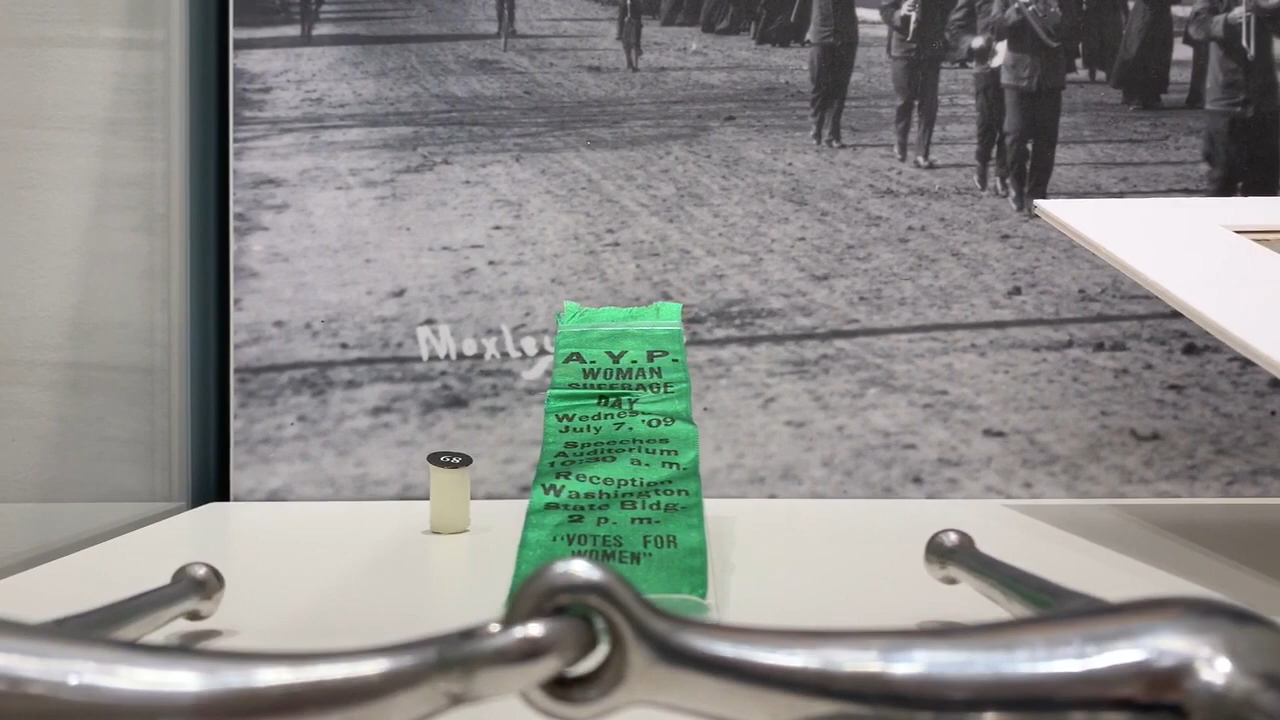 Moxley
A.Y.P.
WOMAN
SUFFRAGE
DAY
July 7, '09
Speeches
Auditorium
10:30 a. m.
Reception
Washington
State Bldg.
2 p. m.
"VOTES FOR
WOMEN"
68